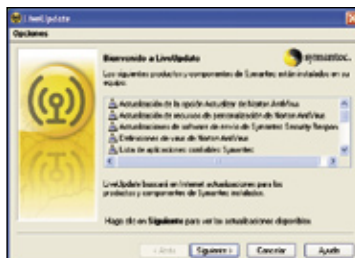 LiveUpdate
Opciones
Bienvenido a LiveUpdate
symantec.
Los siguientes productos y componentes de Symantec están instalados en su
equipo:
Actualización de la opción Actualizar de Norton AntiVirus
Actualización de recursos de personalización de Norton AntiVirus
Actualizaciones de software de envío de Symantec Security Respon
Definiciones de virus de Norton AntiVirus
Lista de aplicaciones confiables Symantec
LiveUpdate buscará en Internet actualizaciones para los
productos y componentes de Symantec instalados.
Haga clic en Siguiente para ver las actualizaciones disponibles.
< Atrás Siguiente > Cancelar Ayuda